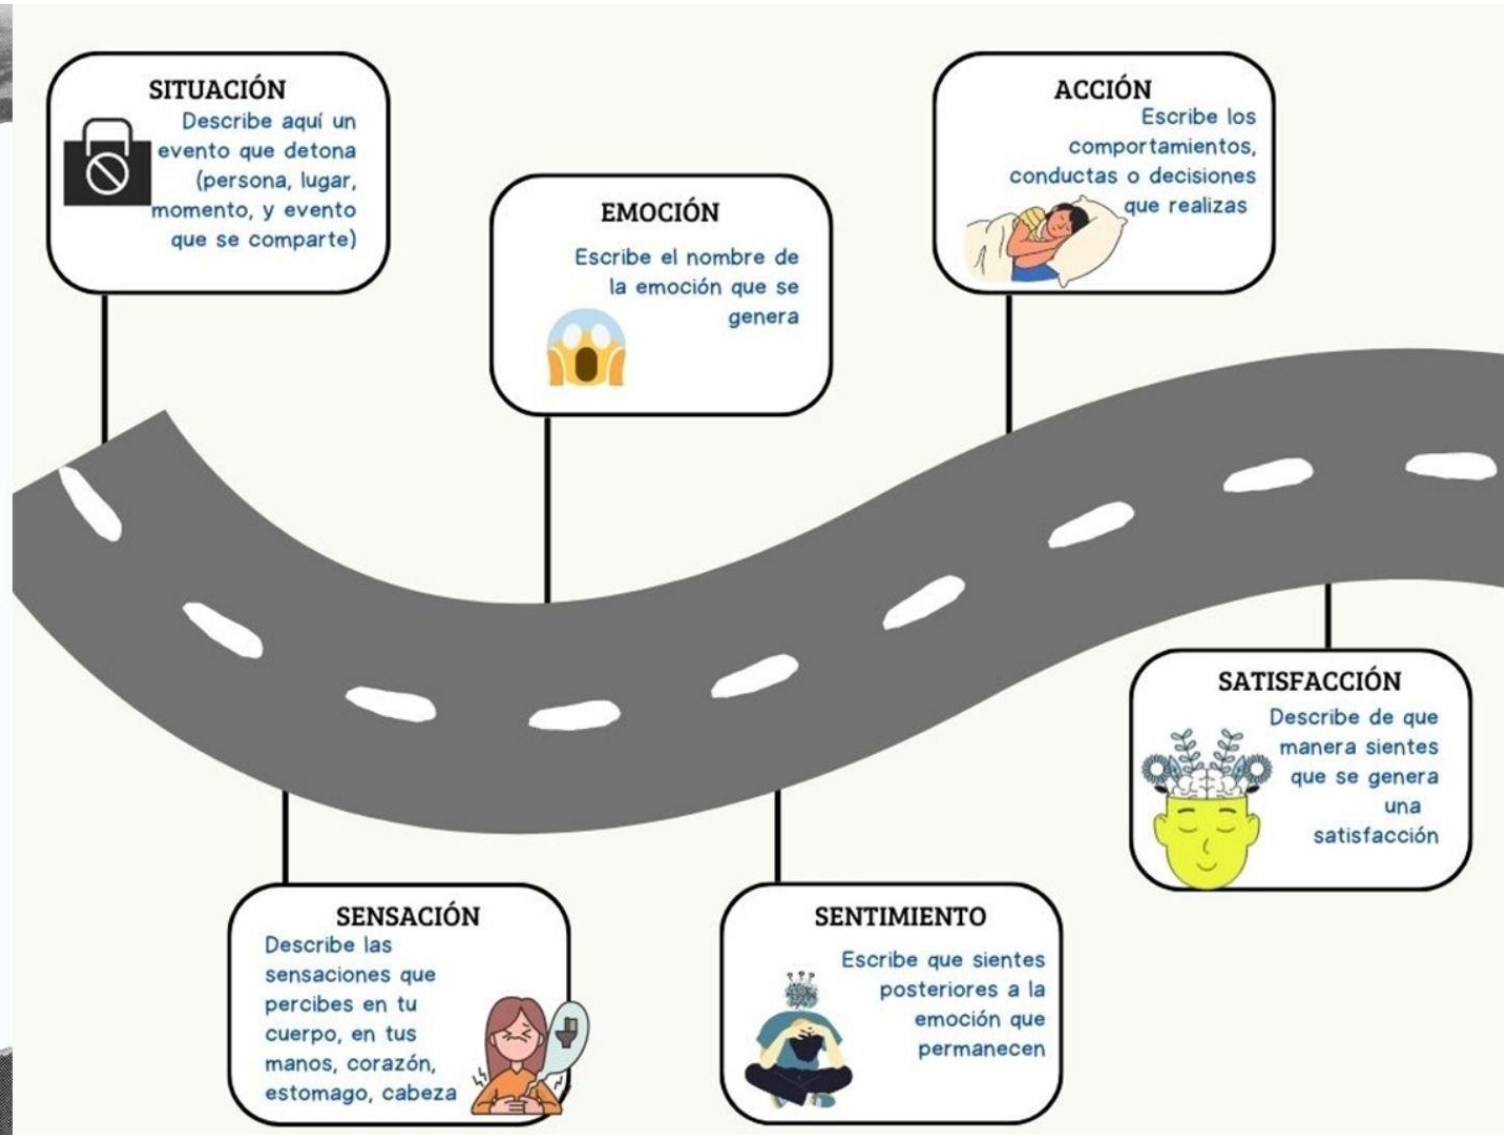 SITUACIÓN
Describe aquí un
evento que detona
(persona, lugar,
momento, y evento
que se comparte)
SENSACIÓN
Describe las
sensaciones que
percibes en tu
cuerpo, en tus
manos, corazón,
estomago, cabeza
EMOCIÓN
Escribe el nombre de
la emoción que se
genera
SENTIMIENTO
Escribe que sientes
posteriores a la
emoción que
permanecen
ACCIÓN
Escribe los
comportamientos,
conductas o decisiones
que realizas
SATISFACCIÓN
Describe de que
manera sientes
que se genera
una
satisfacción